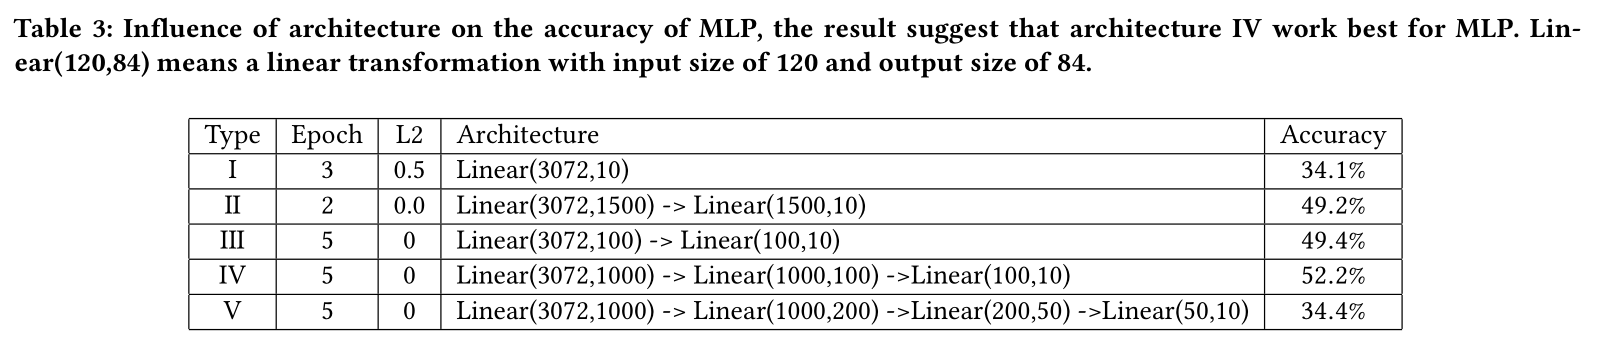 Table 3: Influence of architecture on the accuracy of MLP, the result suggest that architecture IV work best for MLP. Lin-
ear(120,84) means a linear transformation with input size of 120 and output size of 84.
Type Epoch L2 Architecture Accuracy
I 3 0.5 Linear(3072,10) 34.1%
II 2 0.0 Linear(3072,1500) -> Linear(1500,10) 49.2%
III 5 0 Linear(3072,100) -> Linear(100,10) 49.4%
IV 5 0 Linear(3072,1000) -> Linear(1000,100) ->Linear(100,10) 52.2%
V 5 0 Linear(3072,1000) -> Linear(1000,200) ->Linear(200,50) ->Linear(50,10) 34.4%